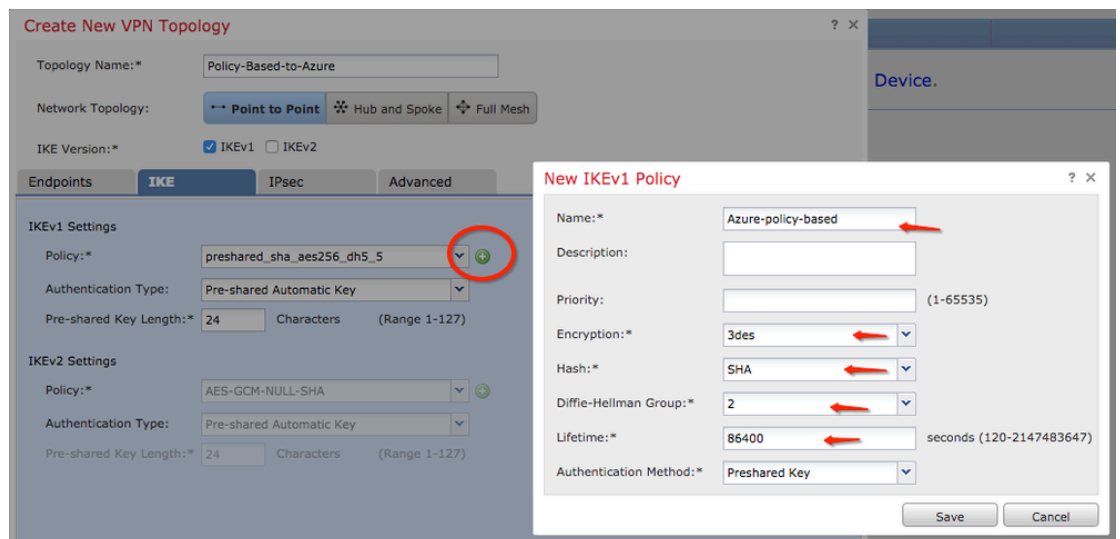 Create New VPN Topology ? ×
Topology Name:* Policy-Based-to-Azure
Network Topology: Point to Point Hub and Spoke Full Mesh
IKE Version:* IKEv1 IKEv2
Endpoints IKE IPsec Advanced
IKEv1 Settings
Policy:* preshared_sha_aes256_dh5_5
Authentication Type: Pre-shared Automatic Key
Pre-shared Key Length:* 24 Characters (Range 1-127)
IKEv2 Settings
Policy:* AES-GCM-NULL-SHA
Authentication Type: Pre-shared Automatic Key
Pre-shared Key Length:* 24 Characters (Range 1-127)
Device.
New IKEv1 Policy ? ×
Name:* Azure-policy-based
Description:
Priority: (1-65535)
Encryption:* 3des
Hash:* SHA
Diffie-Hellman Group:* 2
Lifetime:* 86400 seconds (120-2147483647)
Authentication Method:* Preshared Key
Save Cancel